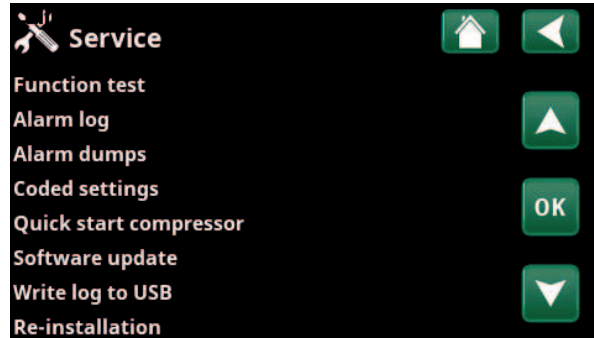 Service
Function test
Alarm log
Alarm dumps
Coded settings
OK
Quick start compressor
Software update
Write log to USB
Re-installation